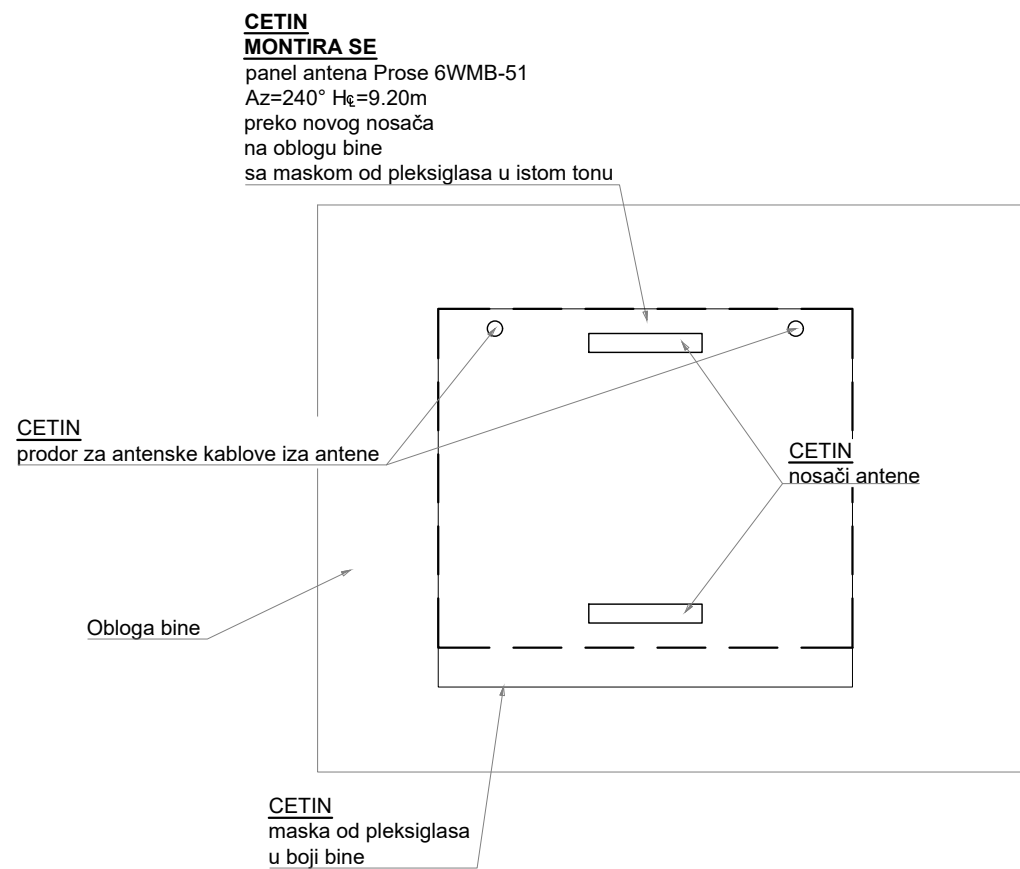 CETIN
MONTIRA SE
panel antena Prose 6WMB-51
Az=240° H℄=9.20m
preko novog nosača
na oblogu bine
sa maskom od pleksiglasa u istom tonu
CETIN
prodor za antenske kablove iza antene
CETIN
nosači antene
Obloga bine
CETIN
maska od pleksiglasa
u boji bine